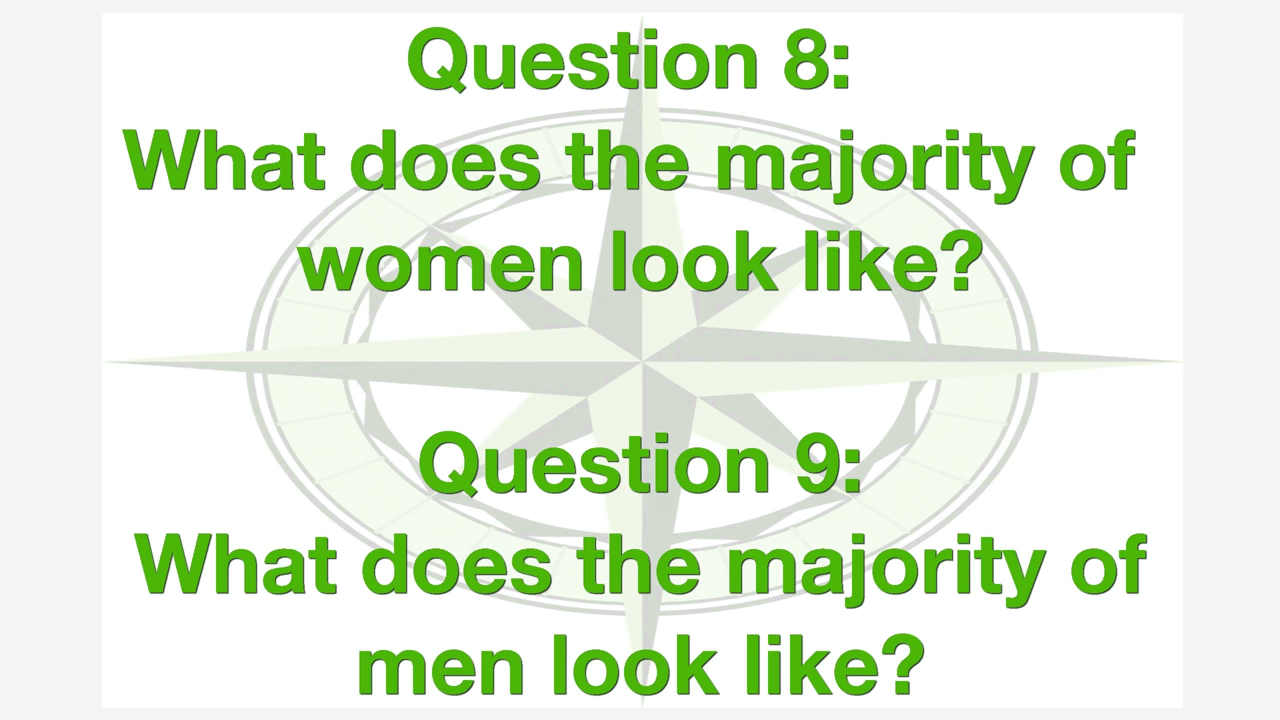 Question 8:
What does the majority of
women look like?
Question 9:
What does the majority of
men look like?